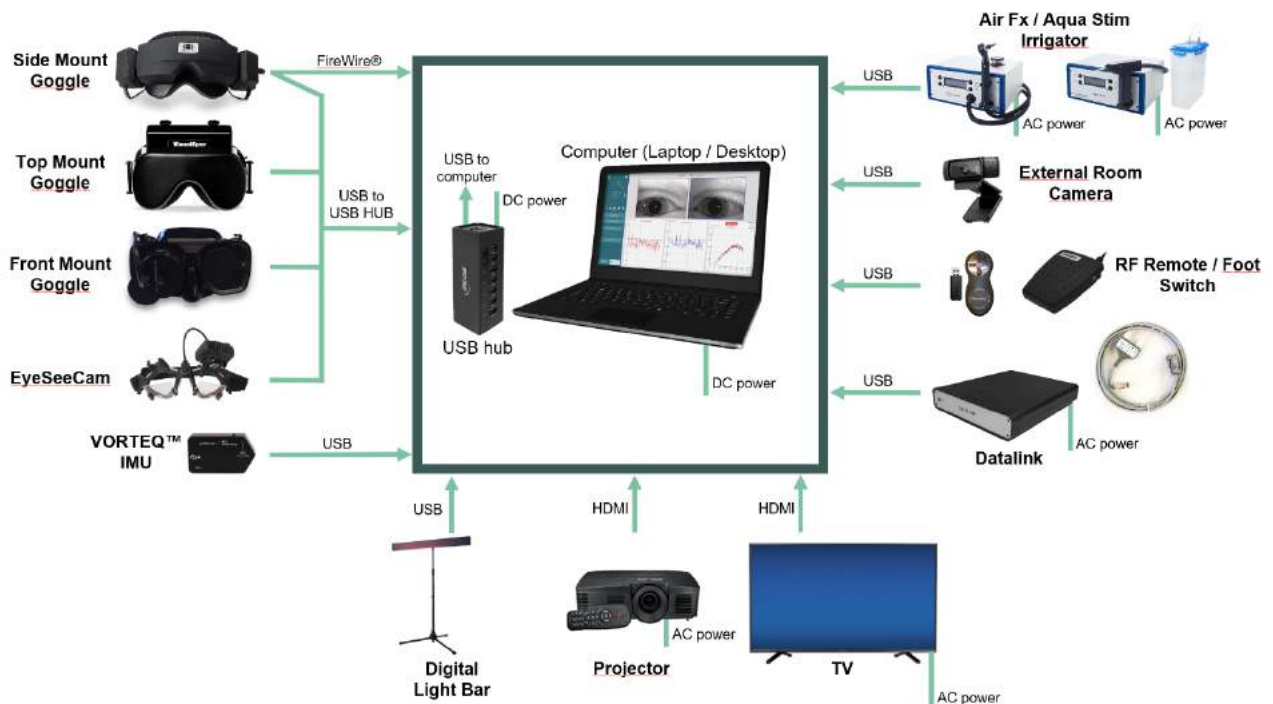 Side Mount
Goggle
Top Mount
Goggle
Front Mount
Goggle
EyeSeeCam
VORTEQ™
IMU
FireWire®
USB to
USB HUB
USB
USB to
computer
DC power
USB hub
Computer (Laptop / Desktop)
DC power
Air Fx / Aqua Stim
Irrigator
USB
AC power
AC power
USB
External Room
Camera
USB
RF Remote / Foot
Switch
USB
AC power
Datalink
USB
Digital
Light Bar
HDMI
AC power
Projector
HDMI
TV
AC power